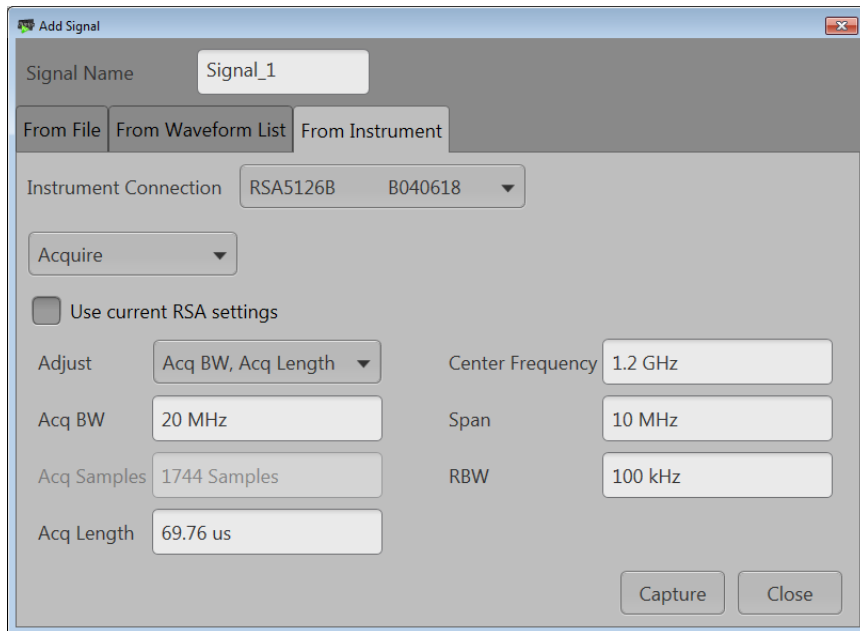 Add Signal
Signal Name Signal_1
From File From Waveform List From Instrument
Instrument Connection RSA5126B B040618
Acquire
Use current RSA settings
Adjust Acq BW, Acq Length Center Frequency 1.2 GHz
Acq BW 20 MHz Span 10 MHz
Acq Samples 1744 Samples RBW 100 kHz
Acq Length 69.76 us
Capture Close